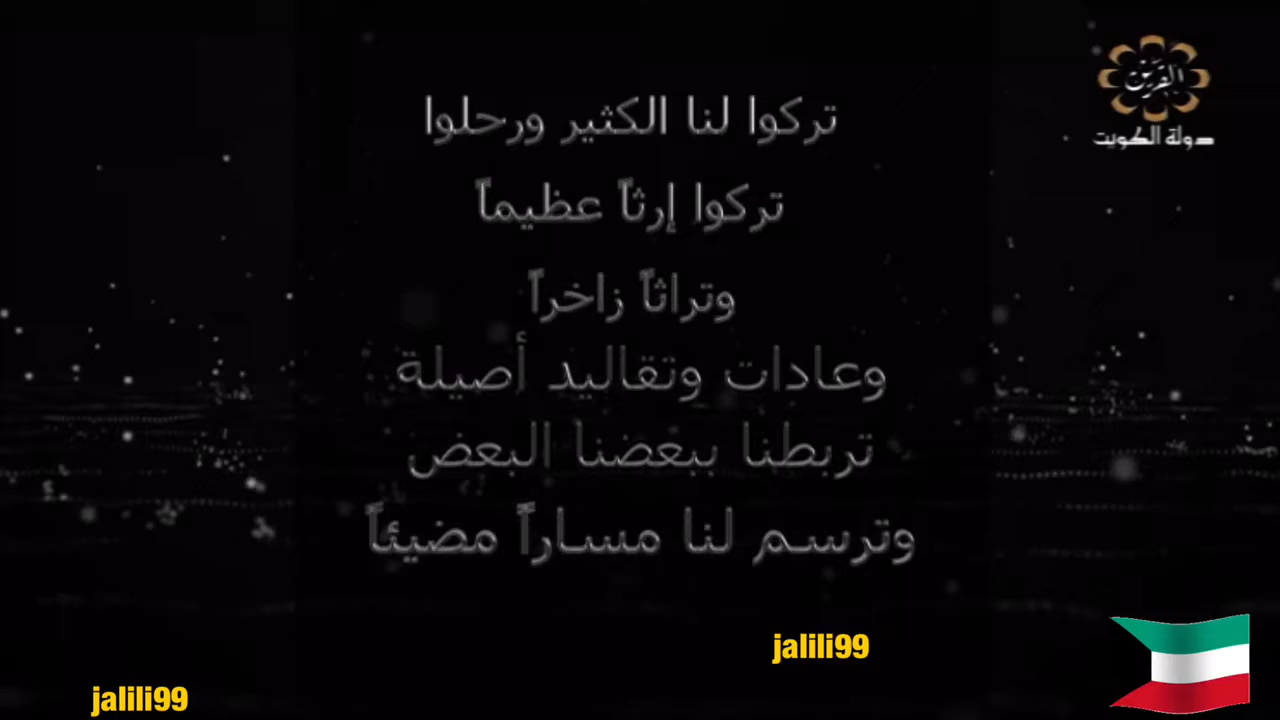 القرين
دولة الكويت
تركوا لنا الكثير ورحلوا
تركوا إرثاً عظيماً
وتراثاً زاخراً
وعادات وتقاليد أصيلة
تربطنا ببعضنا البعض
وترسم لنا مساراً مضيئاً
jalili99
jalili99